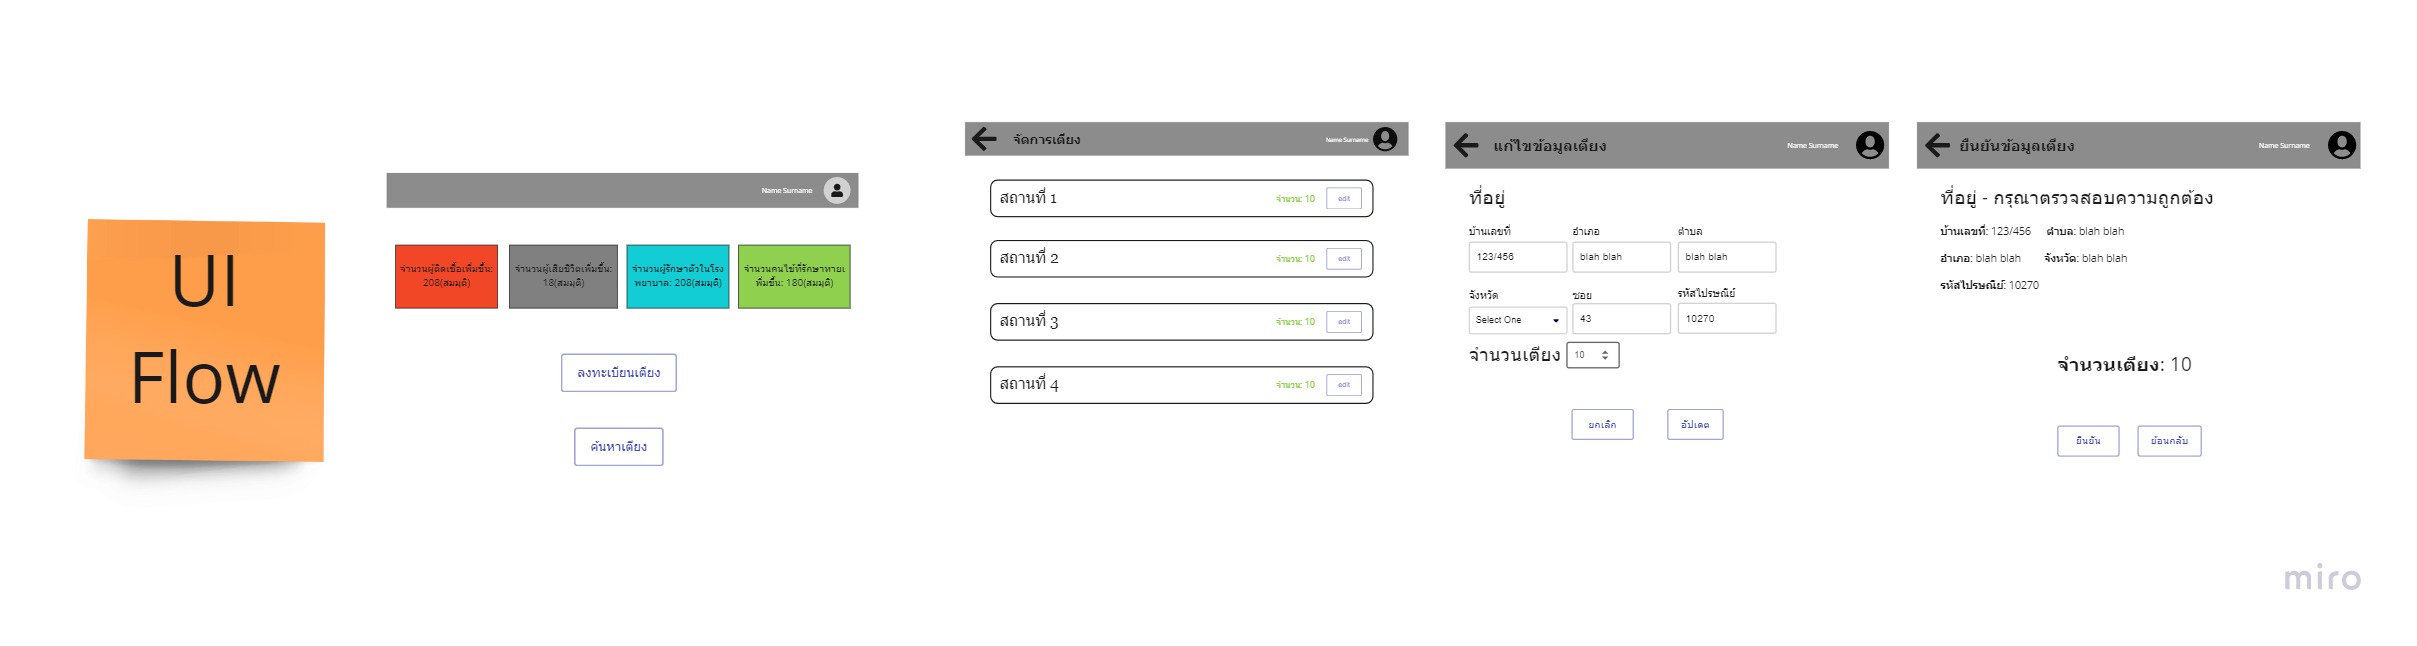 UI
Flow
Name Surname
จำนวนผู้ติดเชื้อเพิ่มขึ้น:
208(สมมุติ)
จำนวนผู้เสียชีวิตเพิ่มขึ้น:
18(สมมุติ)
จำนวนผู้รักษาตัวในโรง
พยาบาล: 208(สมมุติ)
จำนวนคนไข้ที่รักษาหายเ
พิ่มขึ้น: 180(สมมุติ)
ลงทะเบียนเตียง
ค้นหาเตียง
จัดการเตียง
Name Surname
สถานที่ 1 จำนวน: 10 edit
สถานที่ 2 จำนวน: 10 edit
สถานที่ 3 จำนวน: 10 edit
สถานที่ 4 จำนวน: 10 edit
แก้ไขข้อมูลเตียง
Name Surname
ที่อยู่
บ้านเลขที่ อำเภอ ตำบล
123/456 blah blah blah blah
จังหวัด ซอย รหัสไปรษณีย์
Select One 43 10270
จำนวนเตียง 10
ยกเลิก อัปเดต
ยืนยันข้อมูลเตียง
Name Surname
ที่อยู่ - กรุณาตรวจสอบความถูกต้อง
บ้านเลขที่: 123/456 ตำบล: blah blah
อำเภอ: blah blah จังหวัด: blah blah
รหัสไปรษณีย์: 10270
จำนวนเตียง: 10
ยืนยัน ย้อนกลับ
miro